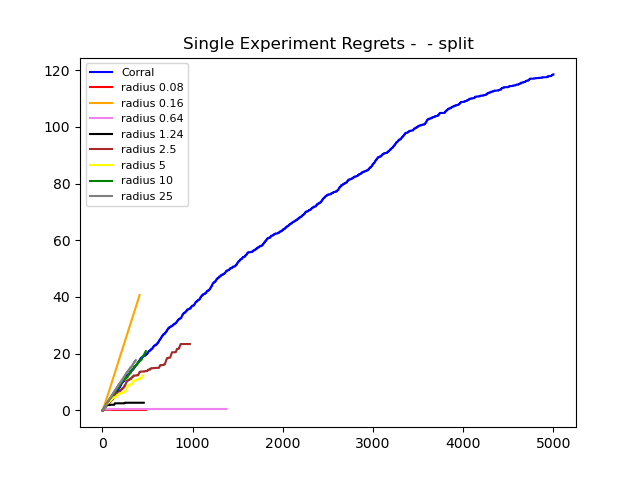 Single Experiment Regrets -  - split
120
100
80
60
40
20
0
Corral
radius 0.08
radius 0.16
radius 0.64
radius 1.24
radius 2.5
radius 5
radius 10
radius 25
0 1000 2000 3000 4000 5000